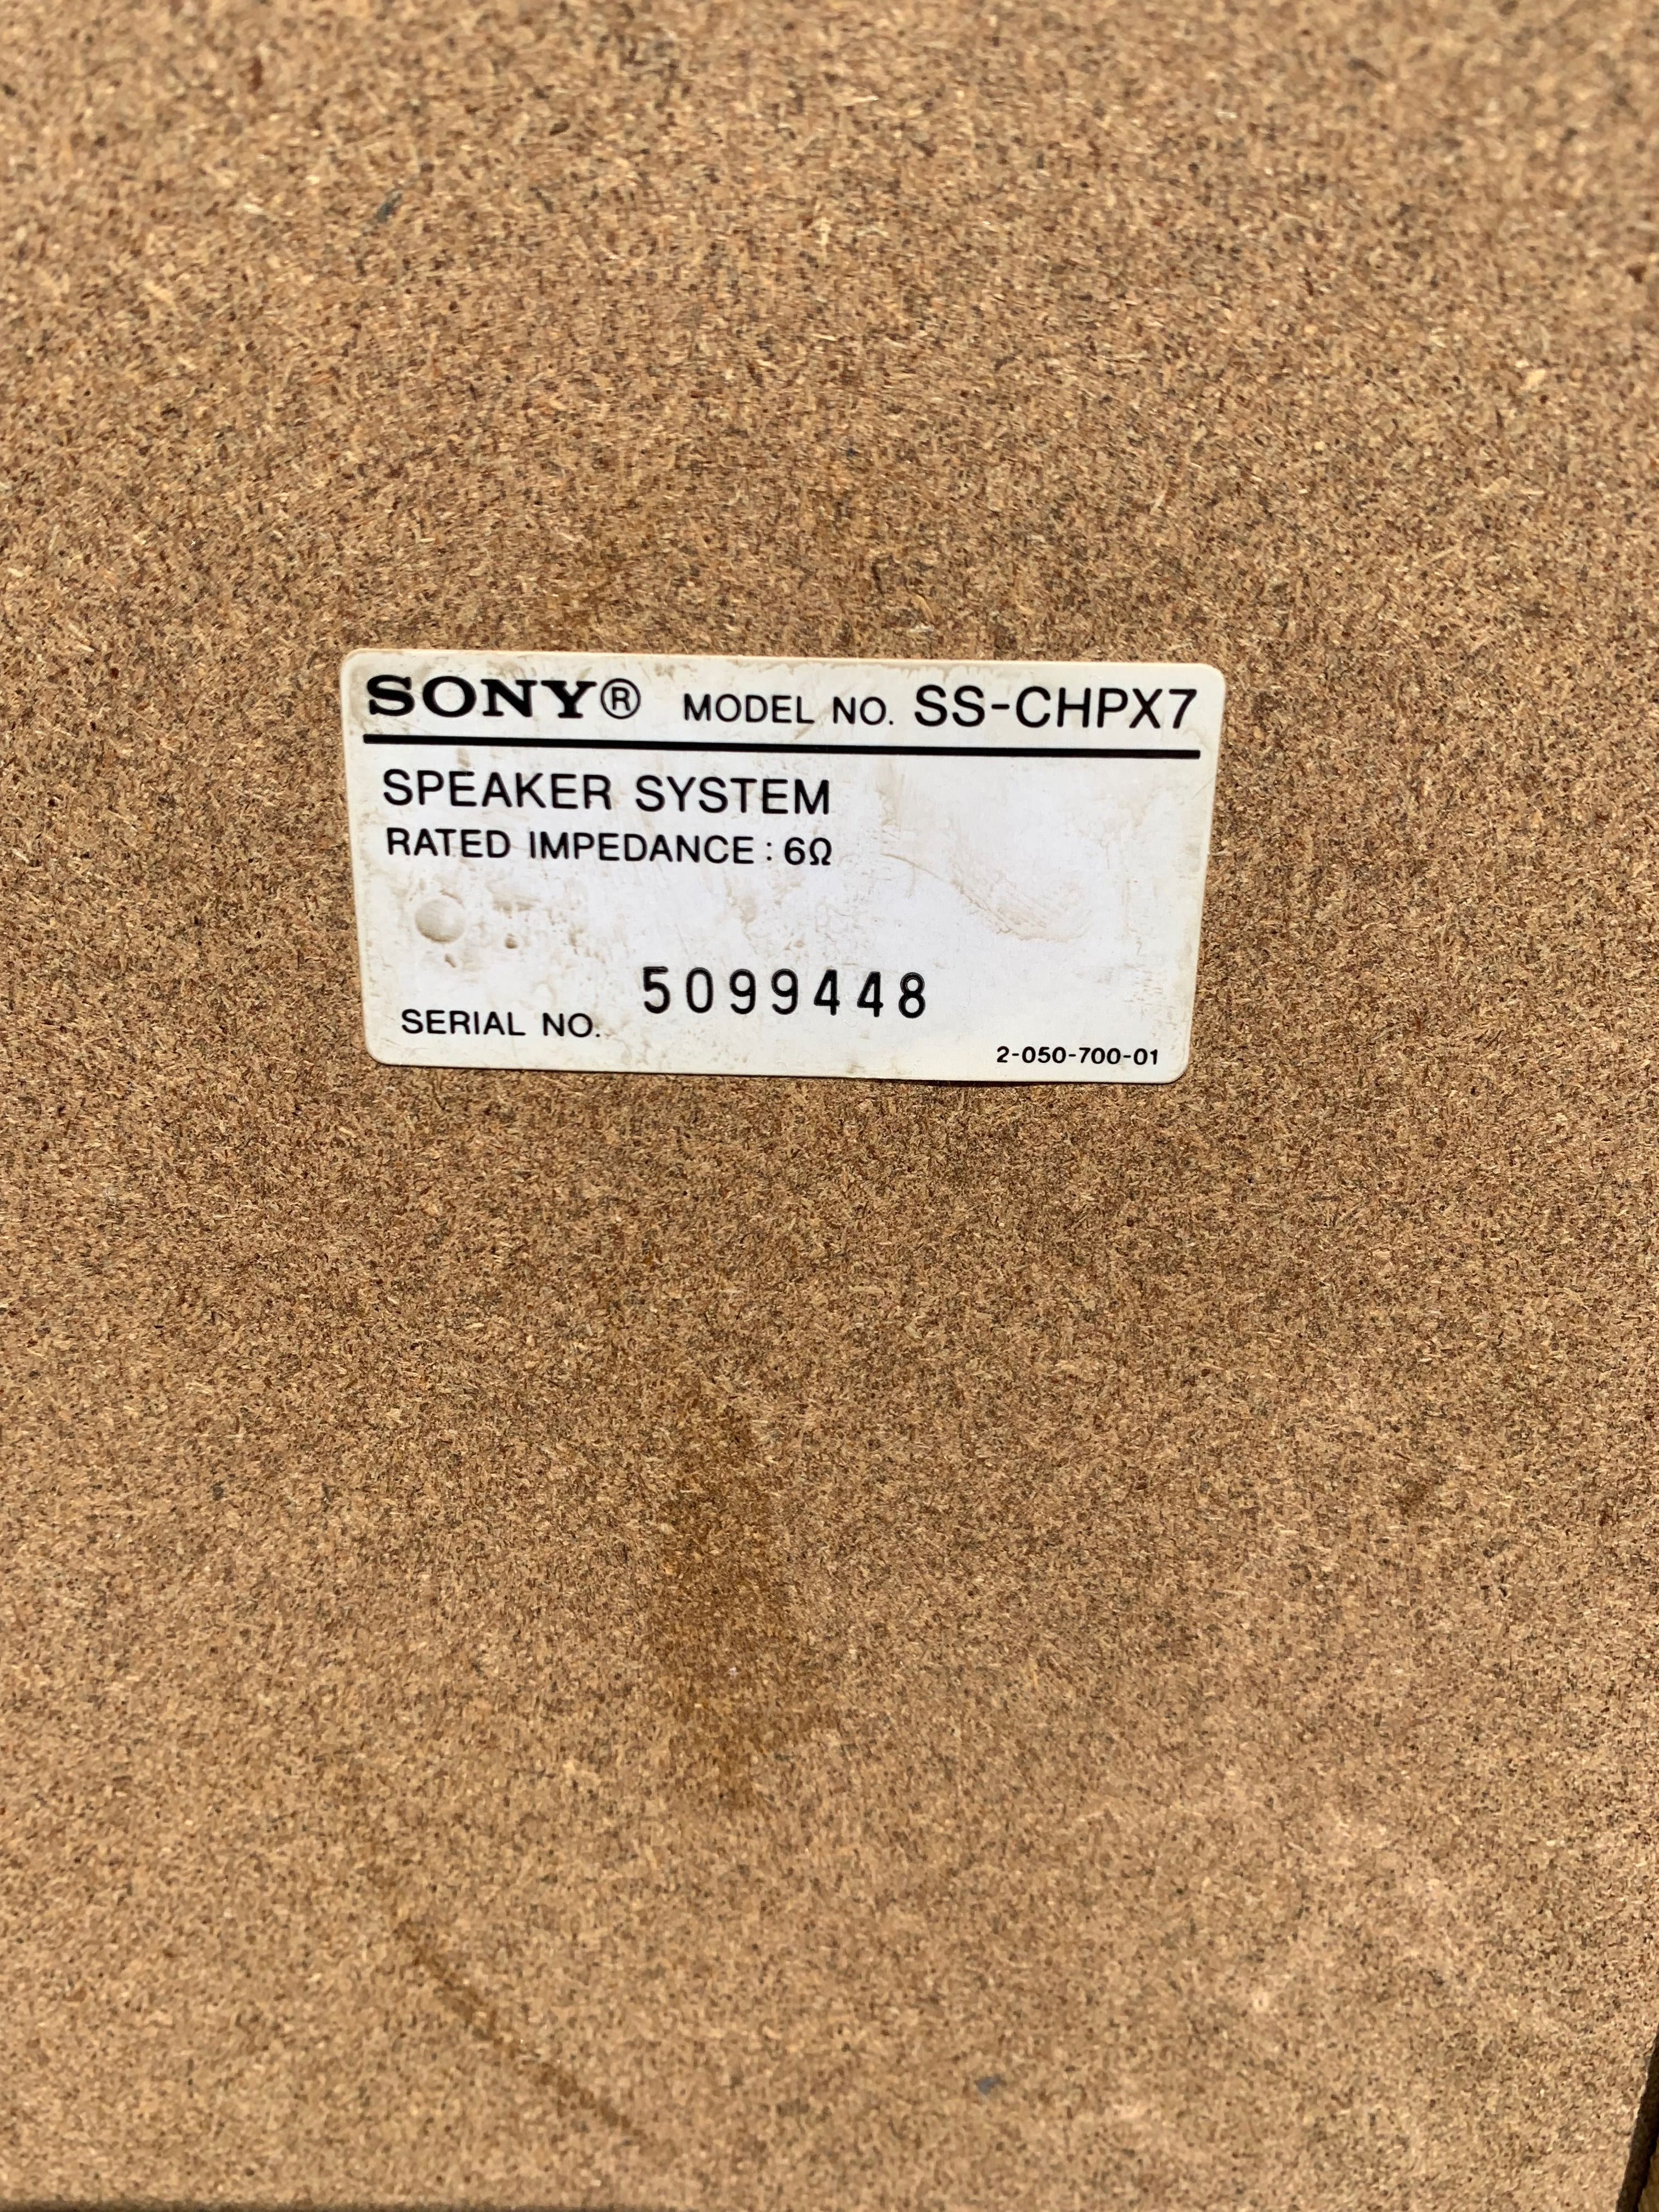 SONY® MODEL NO. SS-CHPX7
SPEAKER SYSTEM
RATED IMPEDANCE : 6Ω
SERIAL NO. 5099448
2-050-700-01